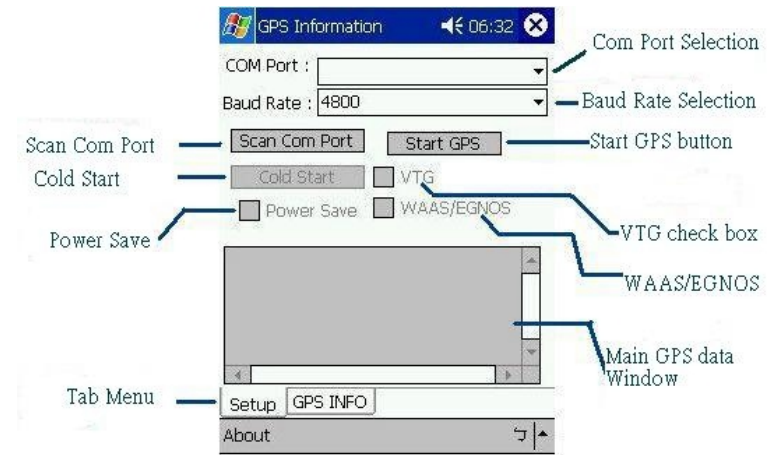 GPS Information 06:32
Com Port Selection
COM Port :
Baud Rate : 4800
Baud Rate Selection
Scan Com Port
Scan Com Port
Start GPS
Start GPS button
Cold Start
Cold Start
VTG
Power Save
WAAS/EGNOS
Power Save
VTG check box
WAAS/EGNOS
Main GPS data
Window
Tab Menu
Setup GPS INFO
About